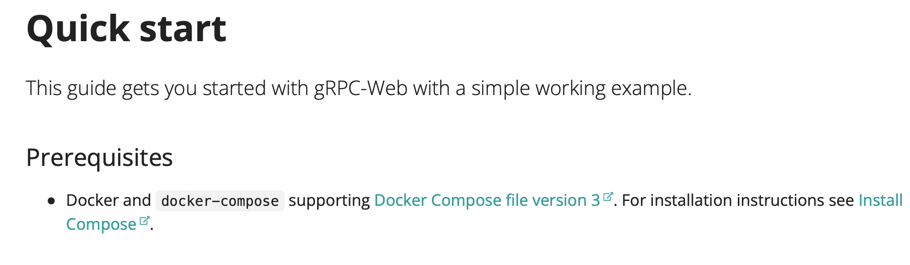 Quick start
This guide gets you started with gRPC-Web with a simple working example.
Prerequisites
• Docker and docker-compose supporting Docker Compose file version 3. For installation instructions see Install
Compose.